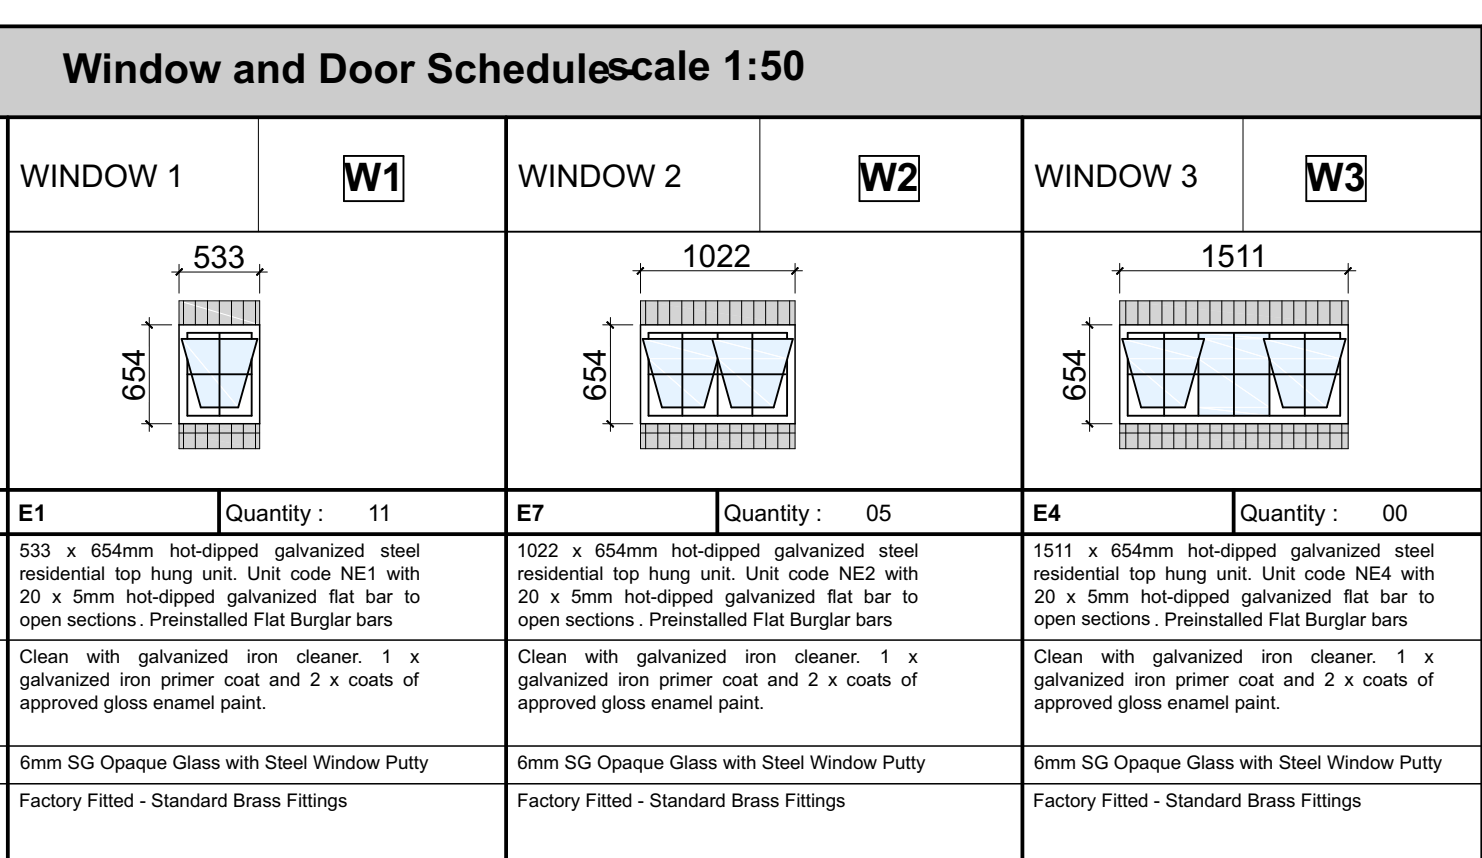 Window and Door Schedule - scale 1:50
WINDOW 1
W1
WINDOW 2
W2
WINDOW 3
W3
533
654
1022
654
1511
654
E1
Quantity : 11
E7
Quantity : 05
E4
Quantity : 00
533 x 654mm hot-dipped galvanized steel
residential top hung unit. Unit code NE1 with
20 x 5mm hot-dipped galvanized flat bar to
open sections . Preinstalled Flat Burglar bars
1022 x 654mm hot-dipped galvanized steel
residential top hung unit. Unit code NE2 with
20 x 5mm hot-dipped galvanized flat bar to
open sections . Preinstalled Flat Burglar bars
1511 x 654mm hot-dipped galvanized steel
residential top hung unit. Unit code NE4 with
20 x 5mm hot-dipped galvanized flat bar to
open sections . Preinstalled Flat Burglar bars
Clean with galvanized iron cleaner. 1 x
galvanized iron primer coat and 2 x coats of
approved gloss enamel paint.
Clean with galvanized iron cleaner. 1 x
galvanized iron primer coat and 2 x coats of
approved gloss enamel paint.
Clean with galvanized iron cleaner. 1 x
galvanized iron primer coat and 2 x coats of
approved gloss enamel paint.
6mm SG Opaque Glass with Steel Window Putty
6mm SG Opaque Glass with Steel Window Putty
6mm SG Opaque Glass with Steel Window Putty
Factory Fitted - Standard Brass Fittings
Factory Fitted - Standard Brass Fittings
Factory Fitted - Standard Brass Fittings